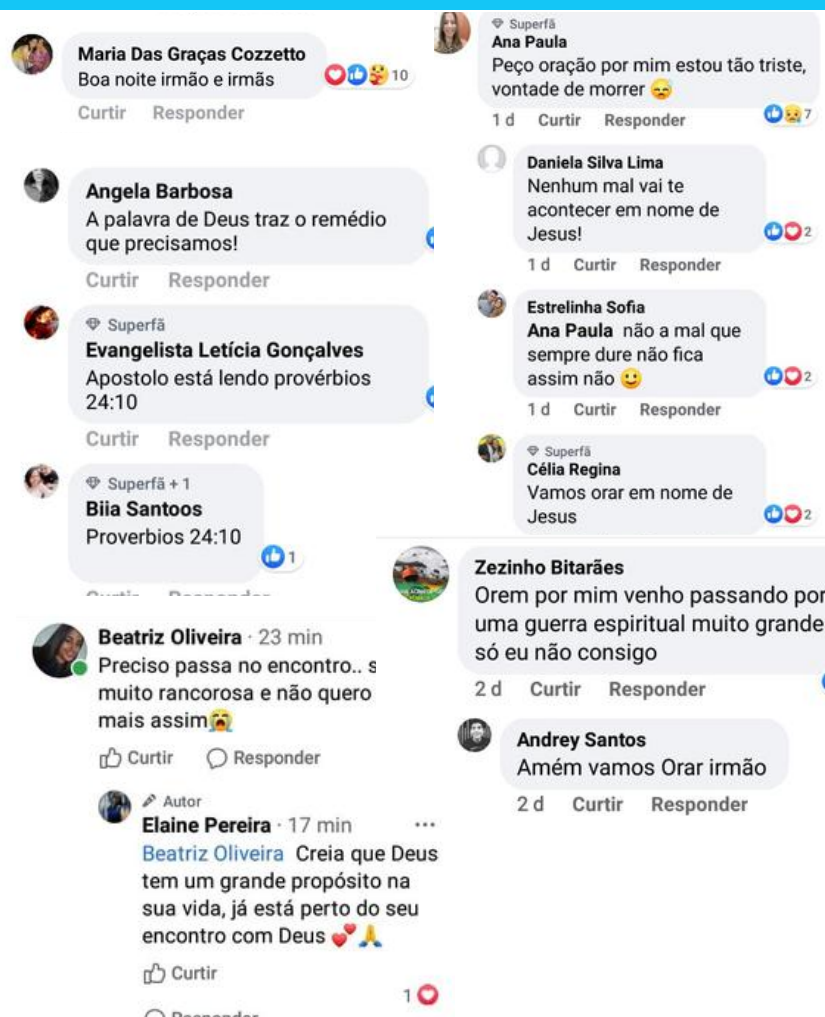 Maria Das Graças Cozzetto
Boa noite irmão e irmãs
10
Curtir Responder
Angela Barbosa
A palavra de Deus traz o remédio
que precisamos!
Curtir Responder
Superfã
Evangelista Letícia Gonçalves
Apostolo está lendo provérbios
24:10
Curtir Responder
Superfã + 1
Biia Santoos
Proverbios 24:10
1
Beatriz Oliveira · 23 min
Preciso passa no encontro.. s
muito rancorosa e não quero
mais assim😭
Curtir Responder
Autor
Elaine Pereira · 17 min
Beatriz Oliveira Creia que Deus
tem um grande propósito na
sua vida, já está perto do seu
encontro com Deus 💕🙏
Curtir
1
Superfã
Ana Paula
Peço oração por mim estou tão triste,
vontade de morrer 😪
1 d Curtir Responder
7
Daniela Silva Lima
Nenhum mal vai te
acontecer em nome de
Jesus!
2
1 d Curtir Responder
Estrelinha Sofia
Ana Paula não a mal que
sempre dure não fica
assim não 🙂
2
1 d Curtir Responder
Superfã
Célia Regina
Vamos orar em nome de
Jesus
2
Zezinho Bitarães
Orem por mim venho passando por
uma guerra espiritual muito grande
só eu não consigo
2 d Curtir Responder
Andrey Santos
Amém vamos Orar irmão
2 d Curtir Responder